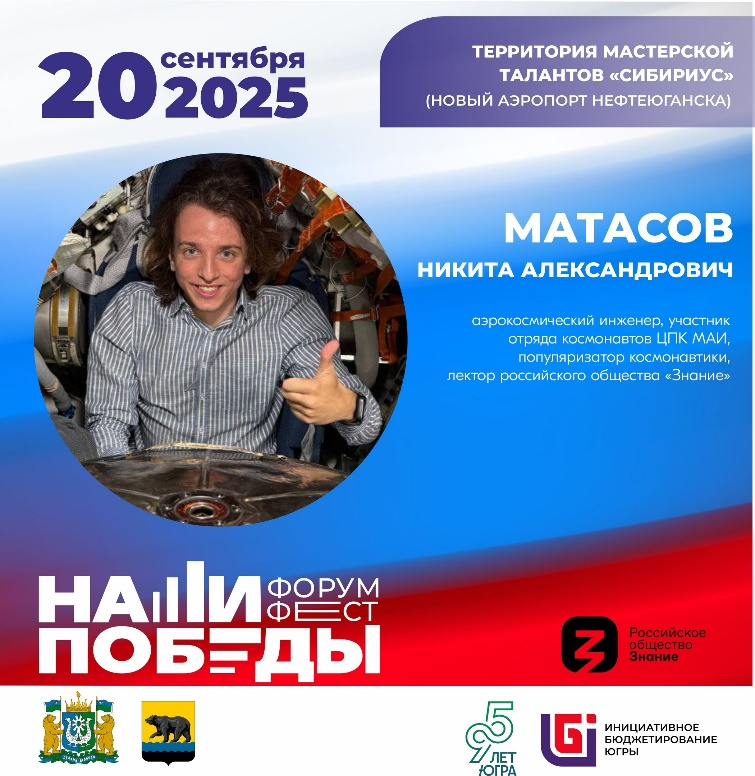 20 сентября
2025
ТЕРРИТОРИЯ МАСТЕРСКОЙ
ТАЛАНТОВ «СИБИРИУС»
(НОВЫЙ АЭРОПОРТ НЕФТЕЮГАНСКА)
МАТАСОВ
НИКИТА АЛЕКСАНДРОВИЧ
аэрокосмический инженер, участник
отряда космонавтов ЦПК МАИ,
популяризатор космонавтики,
лектор российского общества «Знание»
НАШИ
ПОБЕДЫ
ФОРУМ
ФЕСТ
Российское
общество
Знание
95
ЛЕТ
ЮГРА
ИНИЦИАТИВНОЕ
БЮДЖЕТИРОВАНИЕ
ЮГРЫ